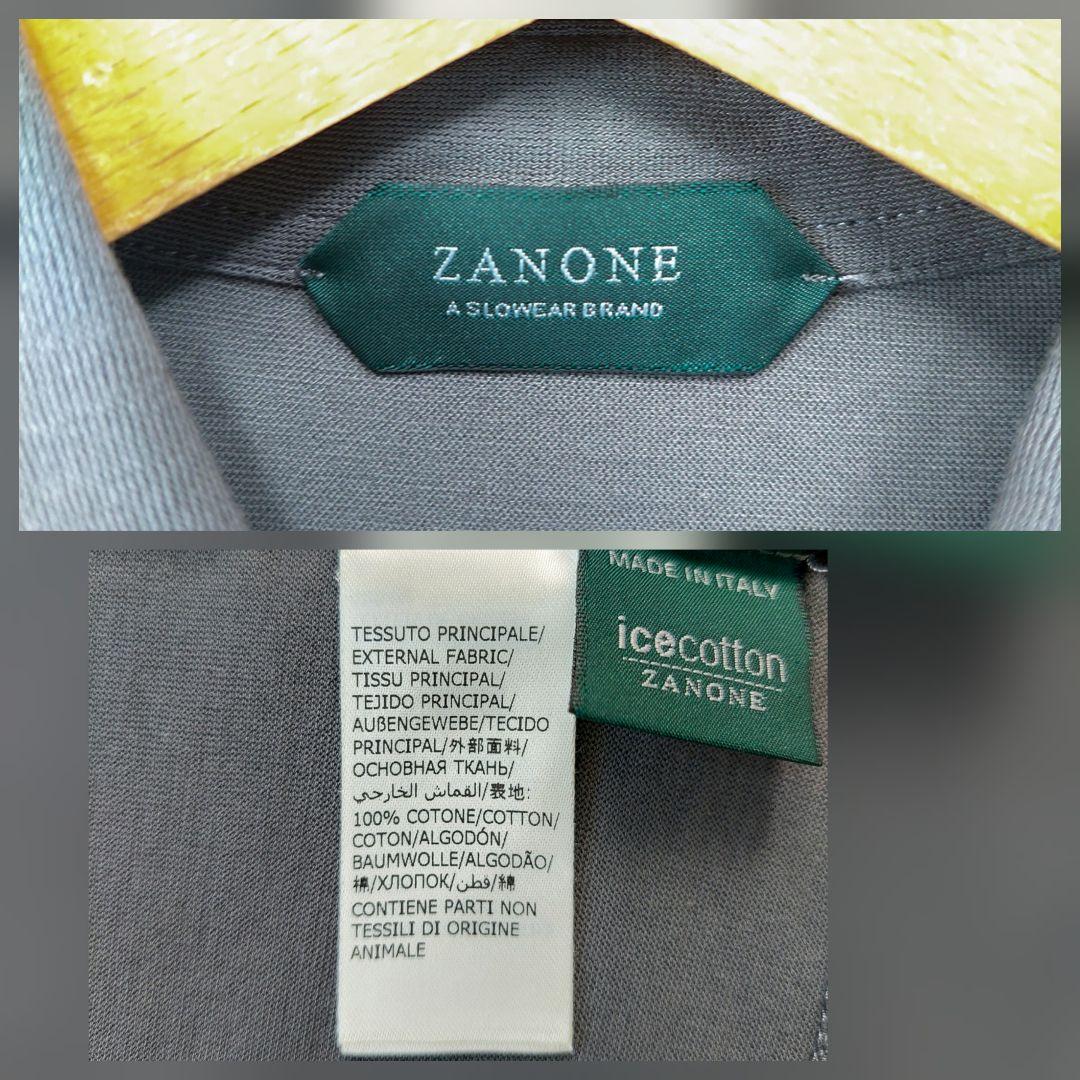 ZANONE
A SLOWEAR BRAND
TESSUTO PRINCIPALE/
EXTERNAL FABRIC/
TISSU PRINCIPAL/
TEJIDO PRINCIPAL/
AUßENGEWEBE/TECIDO
PRINCIPAL/外部面料/
ОСНОВНАЯ ТКАНЬ/
القماش الخارجي/表地:
100% COTONE/COTTON/
COTON/ALGODÓN/
BAUMWOLLE/ALGODÃO/
棉/ХЛОПОК/قطن/綿
CONTIENE PARTI NON
TESSILI DI ORIGINE
ANIMALE
MADE IN ITALY
icecotton
ZANONE